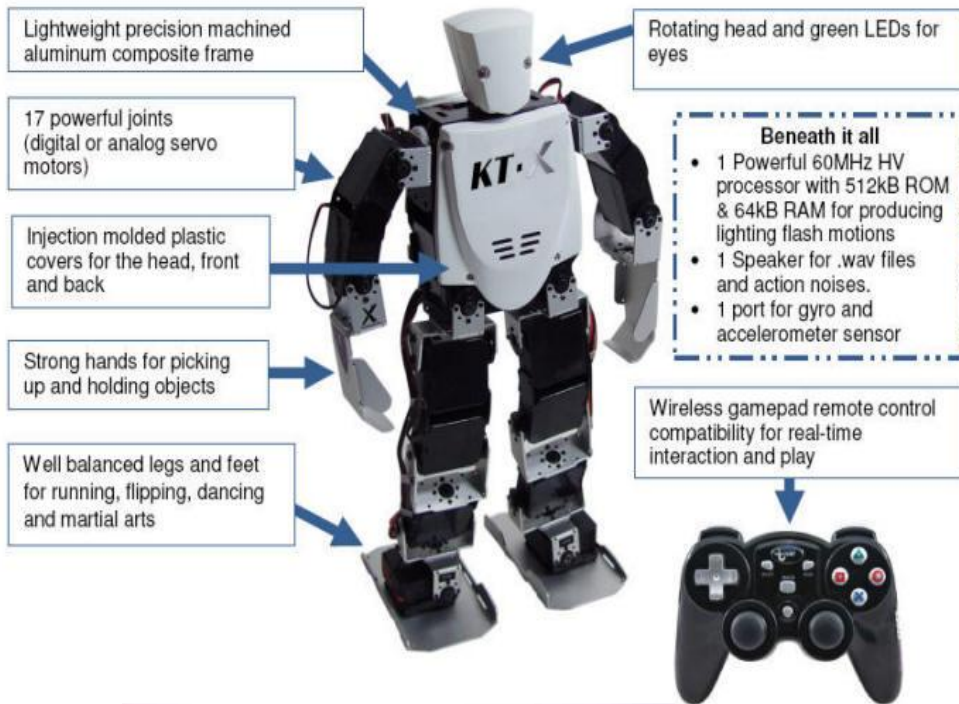 Lightweight precision machined
aluminum composite frame
Rotating head and green LEDs for
eyes
17 powerful joints
(digital or analog servo
motors)
Beneath it all
• 1 Powerful 60MHz HV
processor with 512kB ROM
& 64kB RAM for producing
lighting flash motions
• 1 Speaker for .wav files
and action noises.
• 1 port for gyro and
accelerometer sensor
KT-X
Injection molded plastic
covers for the head, front
and back
X
Strong hands for picking
up and holding objects
Wireless gamepad remote control
compatibility for real-time
interaction and play
Well balanced legs and feet
for running, flipping, dancing
and martial arts